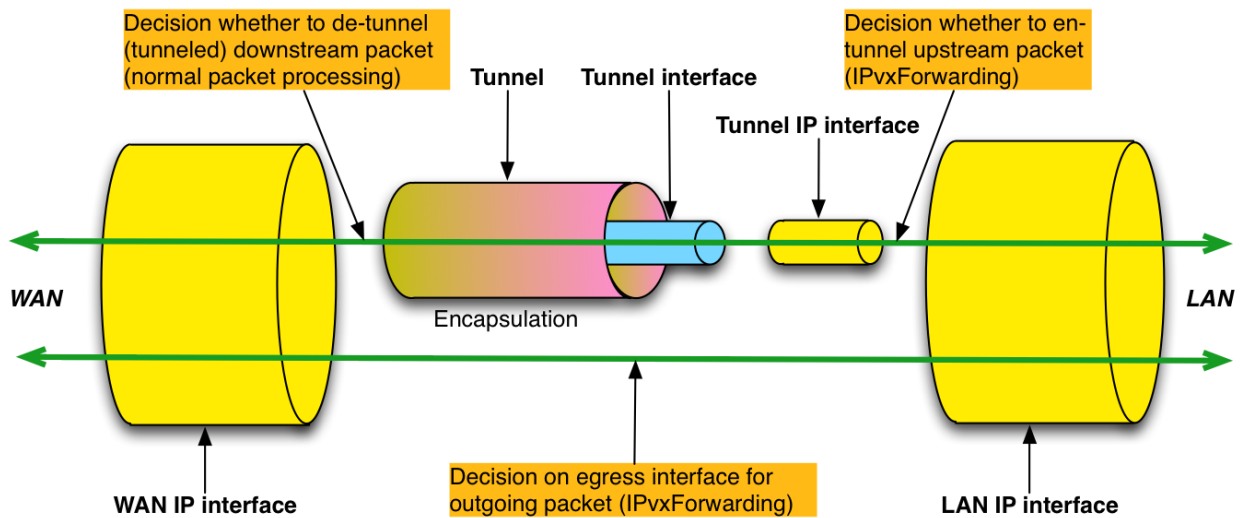 Decision whether to de-tunnel
(tunneled) downstream packet
(normal packet processing)
Tunnel
Tunnel interface
Decision whether to en-
tunnel upstream packet
(IPvxForwarding)
Tunnel IP interface
WAN
LAN
Encapsulation
Decision on egress interface for
outgoing packet (IPvxForwarding)
WAN IP interface
LAN IP interface